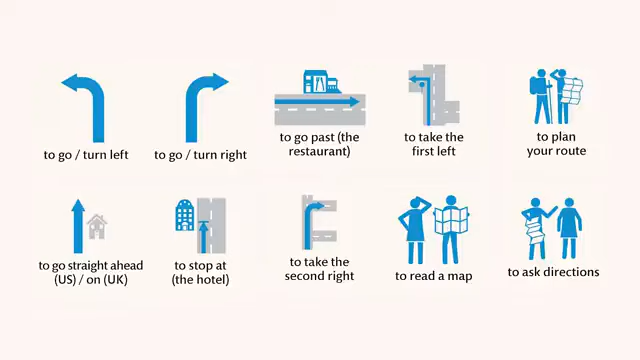 to go / turn left
to go / turn right
to go past (the
restaurant)
to take the
first left
to plan
your route
to go straight ahead
(US) / on (UK)
to stop at
(the hotel)
to take the
second right
to read a map
to ask directions